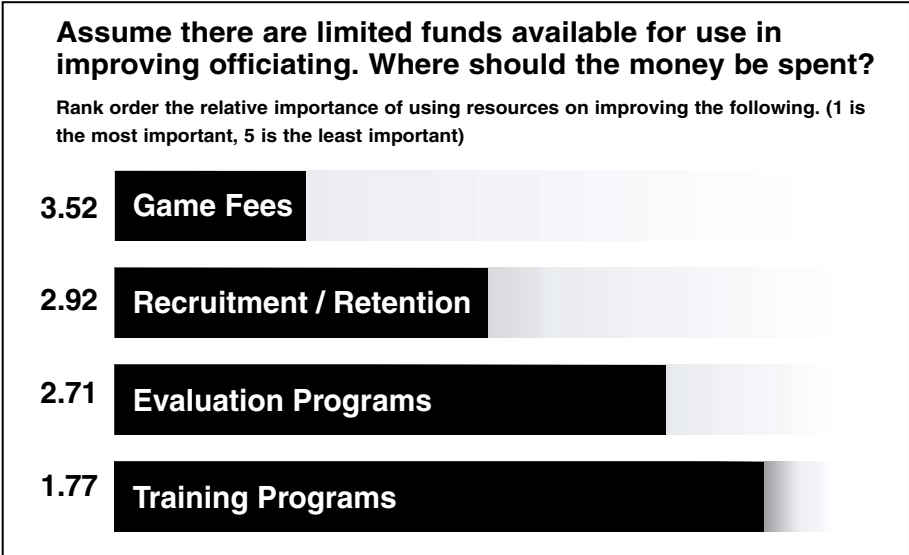 Assume there are limited funds available for use in
improving officiating. Where should the money be spent?
Rank order the relative importance of using resources on improving the following. (1 is
the most important, 5 is the least important)
3.52 Game Fees
2.92 Recruitment / Retention
2.71 Evaluation Programs
1.77 Training Programs